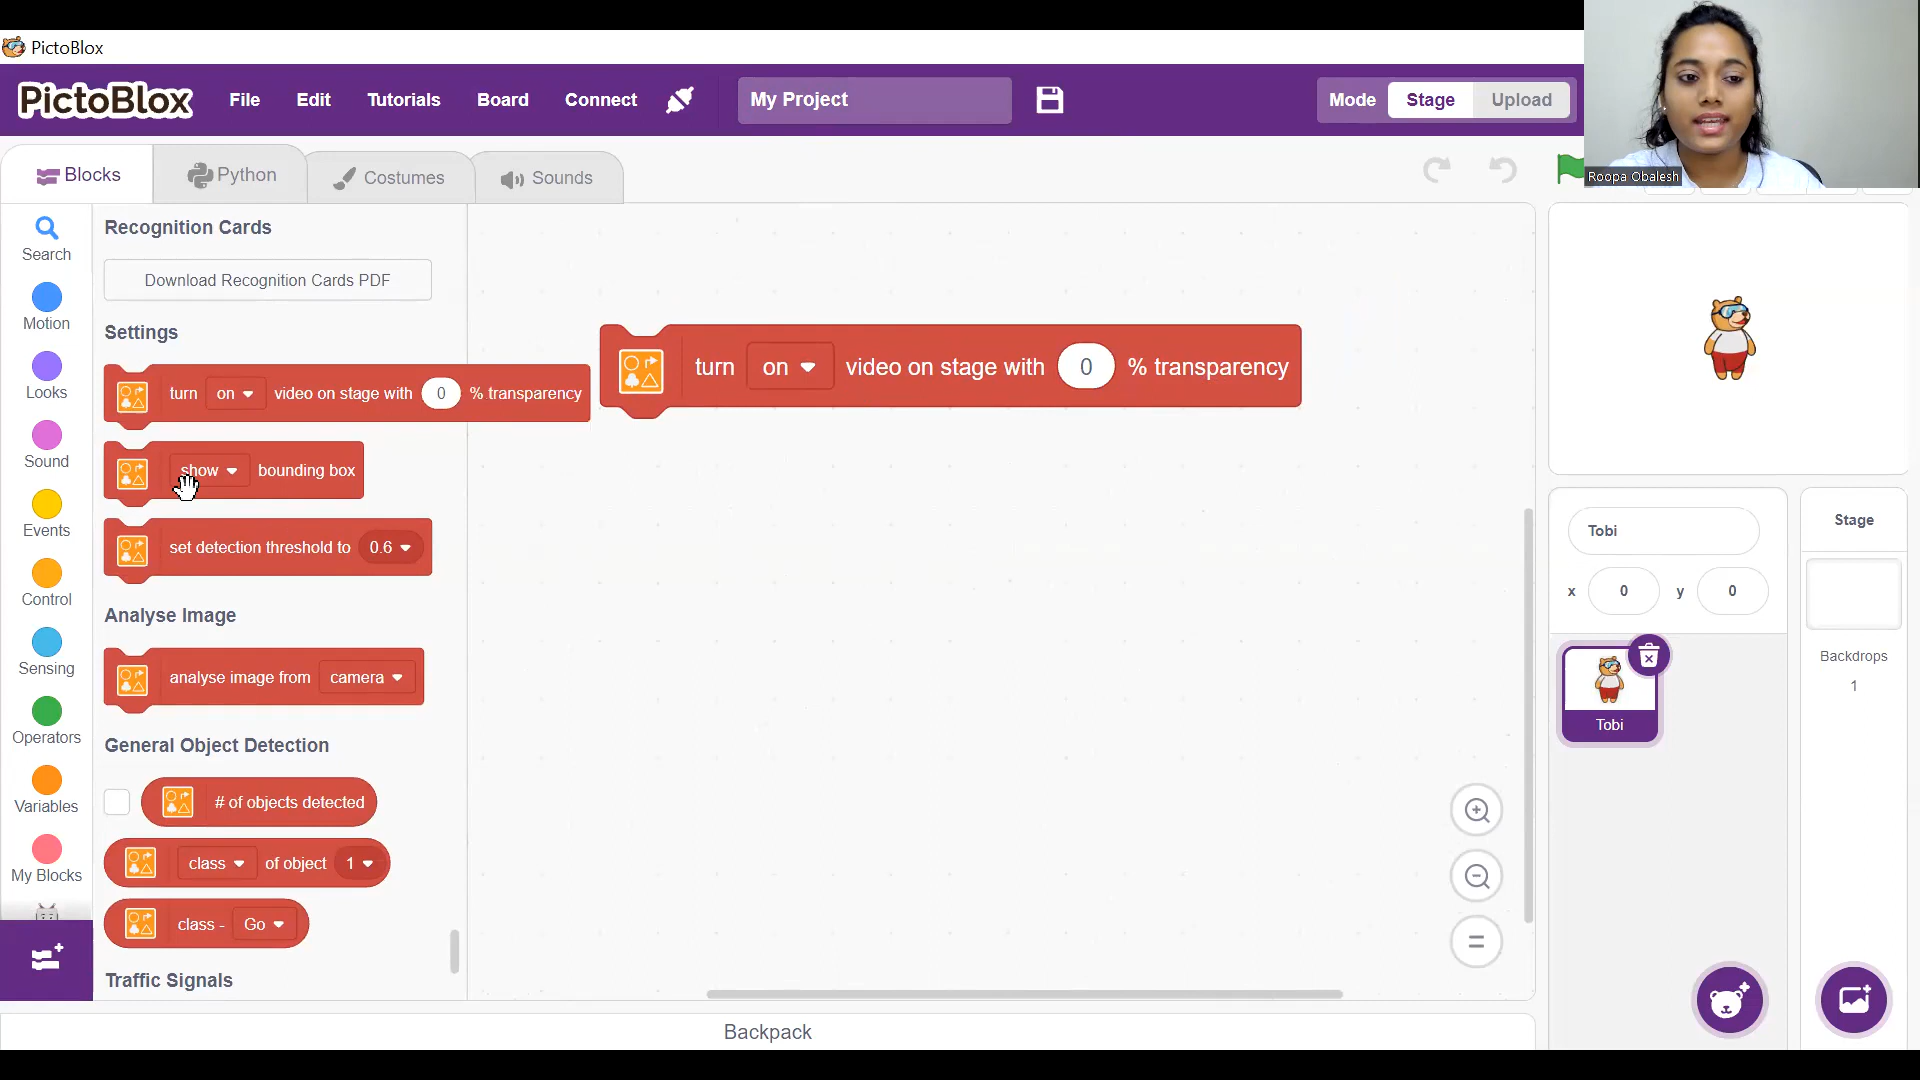 PictoBlox
PictoBlox File Edit Tutorials Board Connect My Project Mode Stage Upload
Roopa Obalesh
Blocks Python Costumes Sounds
Search
Motion
Looks
Sound
Events
Control
Sensing
Operators
Variables
My Blocks
Recognition Cards
Download Recognition Cards PDF
Settings
turn on video on stage with 0 % transparency
show bounding box
set detection threshold to 0.6
Analyse Image
analyse image from camera
General Object Detection
# of objects detected
class of object 1
class - Go
Traffic Signals
turn on video on stage with 0 % transparency
Tobi
x 0 y 0
Tobi
Stage
Backdrops
1
Backpack